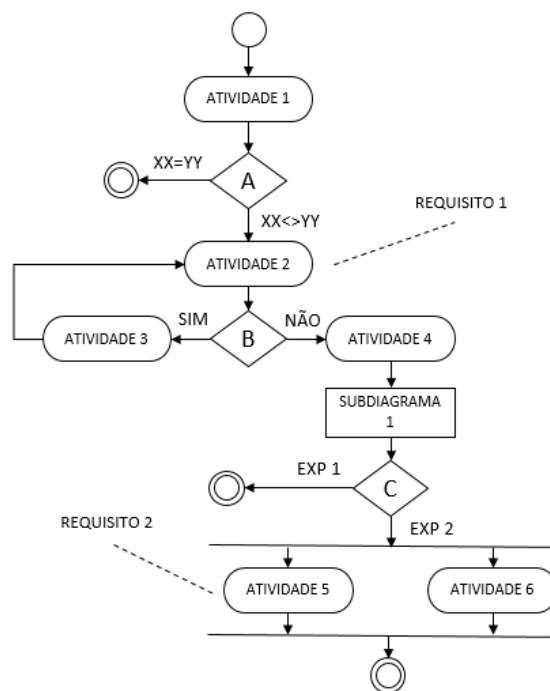 ATIVIDADE 1
XX=YY
A
XX<>YY
REQUISITO 1
ATIVIDADE 2
SIM
B
NÃO
ATIVIDADE 3
ATIVIDADE 4
SUBDIAGRAMA
1
EXP 1
C
EXP 2
REQUISITO 2
ATIVIDADE 5
ATIVIDADE 6